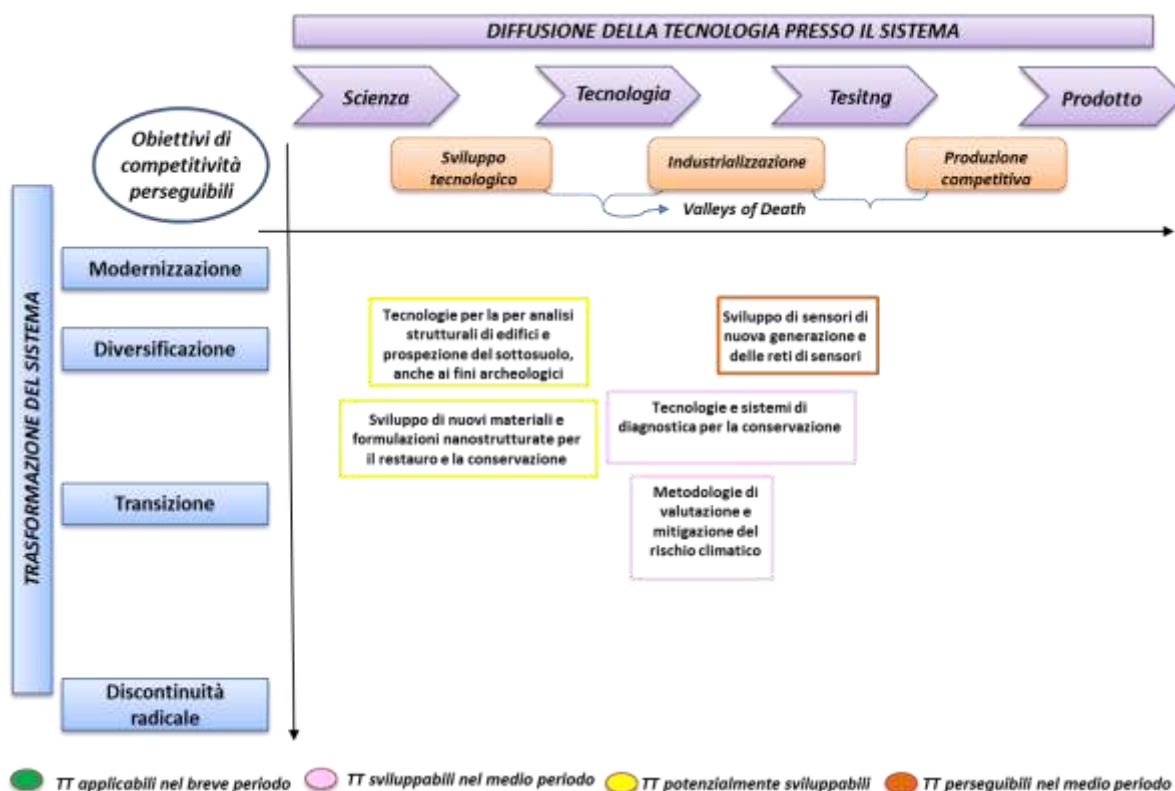 DIFFUSIONE DELLA TECNOLOGIA PRESSO IL SISTEMA
Scienza
Tecnologia
Tesitng
Prodotto
Obiettivi di
competitività
perseguibili
Sviluppo
tecnologico
Industrializzazione
Produzione
competitiva
Valleys of Death
TRASFORMAZIONE DEL SISTEMA
Modernizzazione
Diversificazione
Transizione
Discontinuità
radicale
Tecnologie per la per analisi
strutturali di edifici e
prospezione del sottosuolo,
anche ai fini archeologici
Sviluppo di sensori di
nuova generazione e
delle reti di sensori
Sviluppo di nuovi materiali e
formulazioni nanostrutturate per
il restauro e la conservazione
Tecnologie e sistemi di
diagnostica per la conservazione
Metodologie di
valutazione e
mitigazione del
rischio climatico
TT applicabili nel breve periodo
TT sviluppabili nel medio periodo
TT potenzialmente sviluppabili
TT perseguibili nel medio periodo